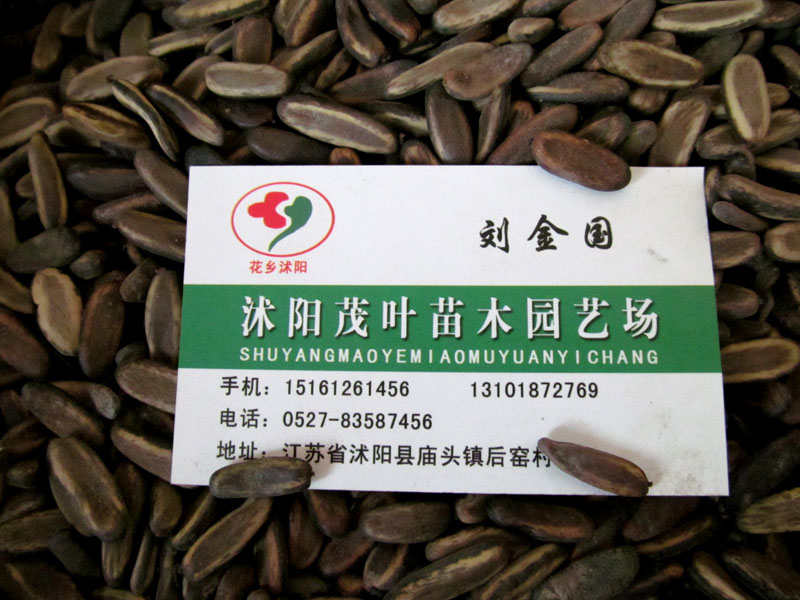 刘金国
花乡沭阳
沭阳茂叶苗木园艺场
SHUYANGMAOYEMIAOMUYUANYICHANG
手机：15161261456 13101872769
电话：0527-83587456
地址：江苏省沭阳县庙头镇后窑村